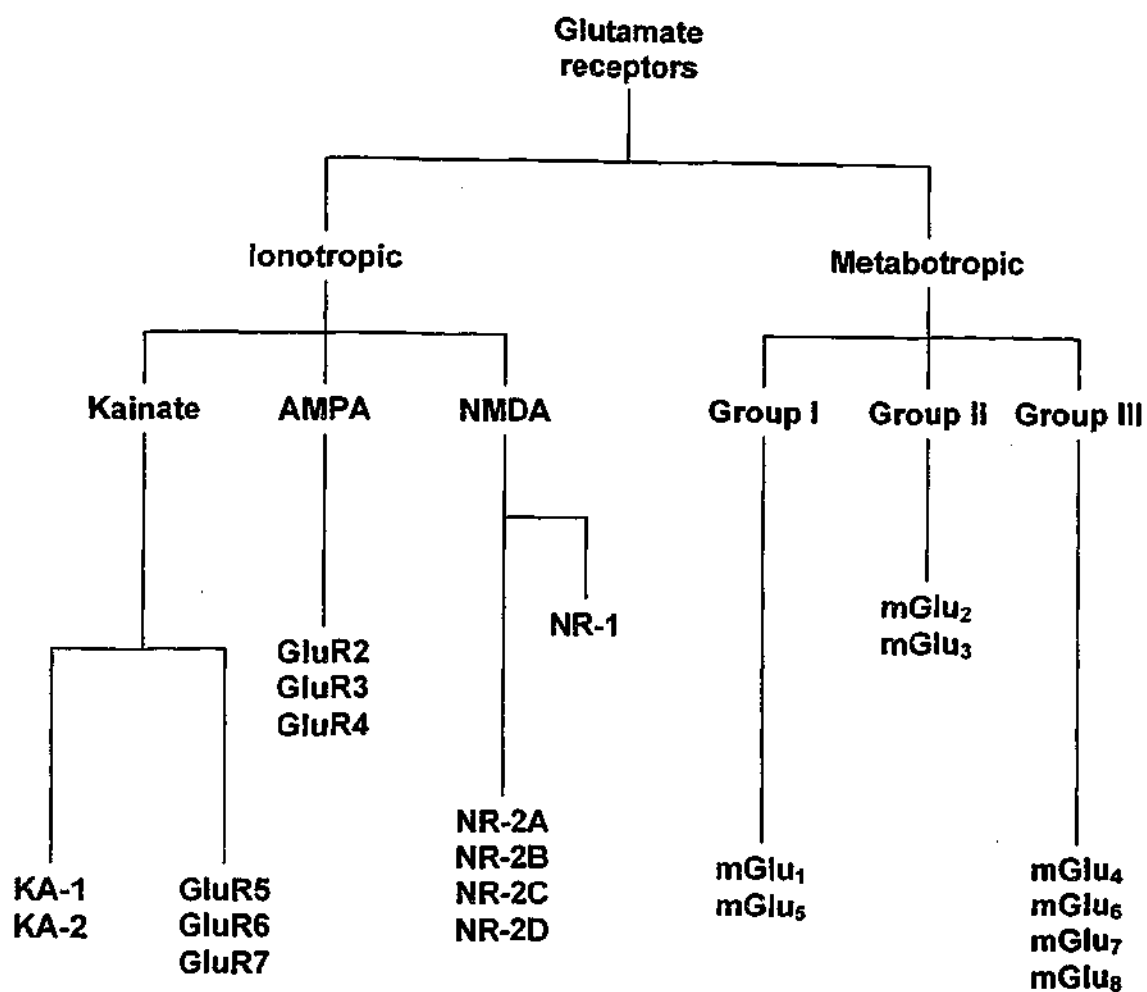 Glutamate
receptors
Ionotropic
Metabotropic
Kainate
AMPA
NMDA
Group I
Group II
Group III
NR-1
mGlu₂
mGlu₃
GluR2
GluR3
GluR4
NR-2A
NR-2B
NR-2C
NR-2D
KA-1
KA-2
GluR5
GluR6
GluR7
mGlu₁
mGlu₅
mGlu₄
mGlu₆
mGlu₇
mGlu₈